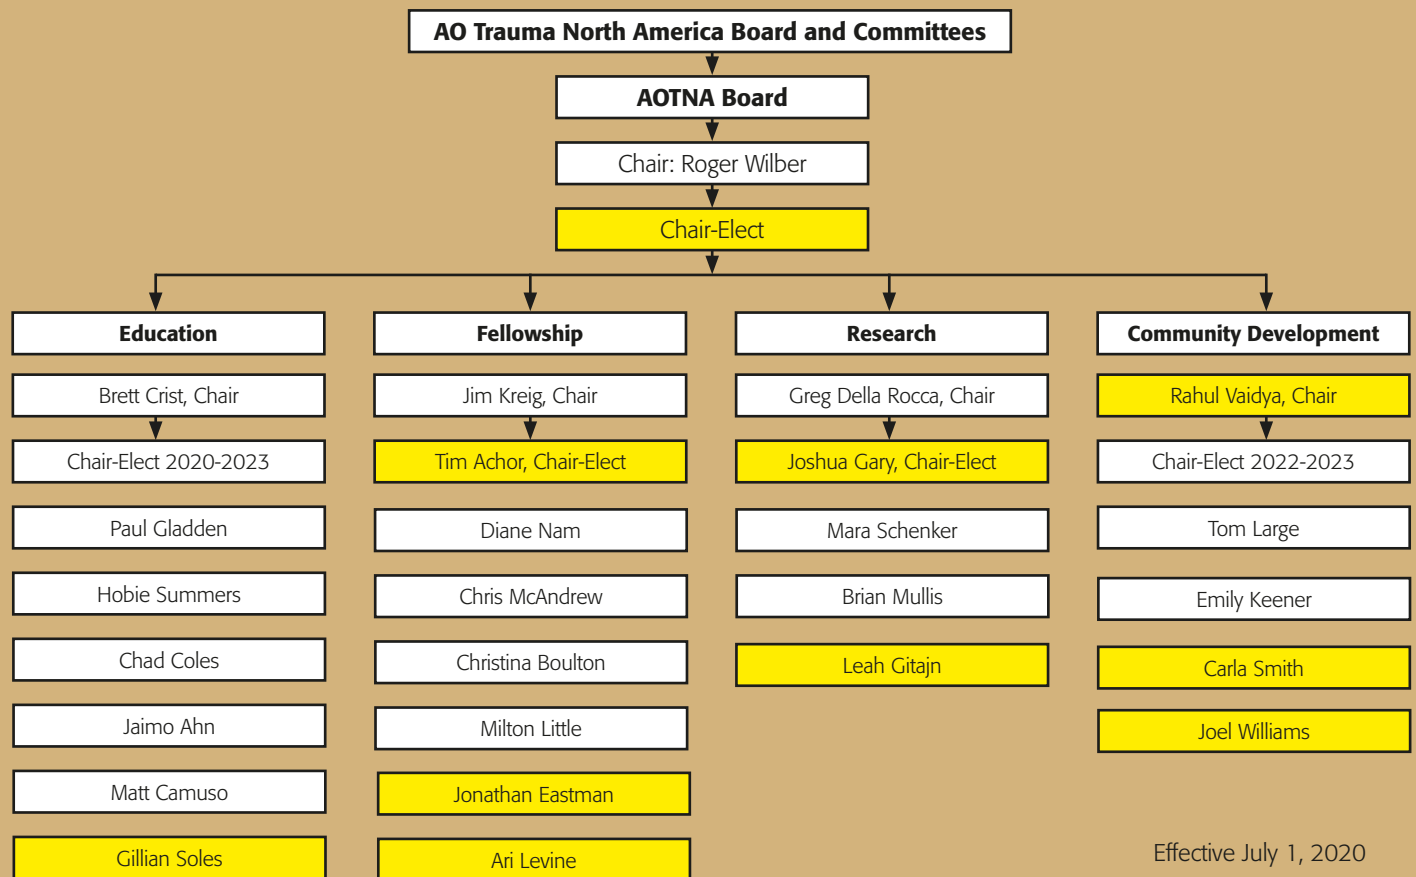 AO Trauma North America Board and Committees
AOTNA Board
Chair: Roger Wilber
Chair-Elect
Education
Brett Crist, Chair
Chair-Elect 2020-2023
Paul Gladden
Hobie Summers
Chad Coles
Jaimo Ahn
Matt Camuso
Gillian Soles
Fellowship
Jim Kreig, Chair
Tim Achor, Chair-Elect
Diane Nam
Chris McAndrew
Christina Boulton
Milton Little
Jonathan Eastman
Ari Levine
Research
Greg Della Rocca, Chair
Joshua Gary, Chair-Elect
Mara Schenker
Brian Mullis
Leah Gitajn
Community Development
Rahul Vaidya, Chair
Chair-Elect 2022-2023
Tom Large
Emily Keener
Carla Smith
Joel Williams
Effective July 1, 2020